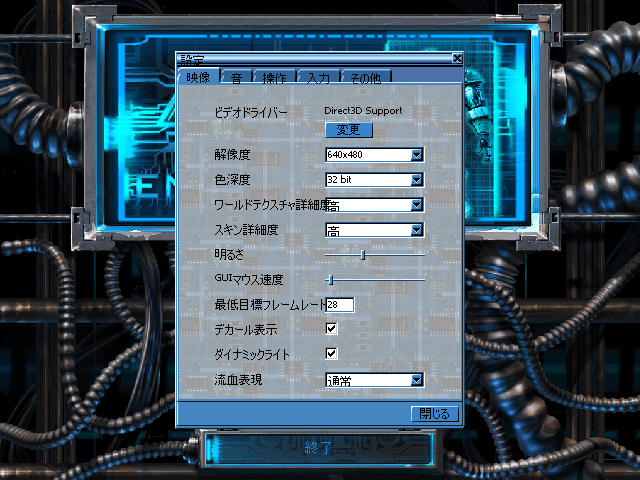 設定
映像 音 操作 入力 その他
ビデオドライバー Direct3D Support
変更
解像度 640x480
色深度 32 bit
ワールドテクスチャ詳細度 高
スキン詳細度 高
明るさ
GUIマウス速度
最低目標フレームレート 28
デカール表示
ダイナミックライト
流血表現 通常
閉じる
終了